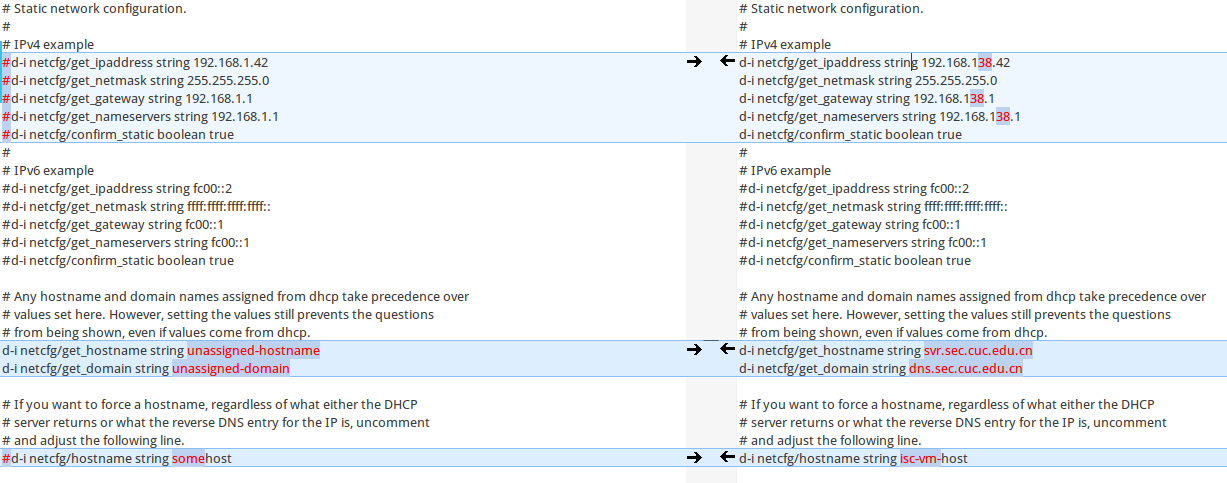 # Static network configuration.
#
# IPv4 example
#d-i netcfg/get_ipaddress string 192.168.1.42
#d-i netcfg/get_netmask string 255.255.255.0
#d-i netcfg/get_gateway string 192.168.1.1
#d-i netcfg/get_nameservers string 192.168.1.1
#d-i netcfg/confirm_static boolean true
#
# IPv6 example
#d-i netcfg/get_ipaddress string fc00::2
#d-i netcfg/get_netmask string ffff:ffff:ffff:ffff::
#d-i netcfg/get_gateway string fc00::1
#d-i netcfg/get_nameservers string fc00::1
#d-i netcfg/confirm_static boolean true

# Any hostname and domain names assigned from dhcp take precedence over
# values set here. However, setting the values still prevents the questions
# from being shown, even if values come from dhcp.
d-i netcfg/get_hostname string unassigned-hostname
d-i netcfg/get_domain string unassigned-domain

# If you want to force a hostname, regardless of what either the DHCP
# server returns or what the reverse DNS entry for the IP is, uncomment
# and adjust the following line.
#d-i netcfg/hostname string somehost

# Static network configuration.
#
# IPv4 example
d-i netcfg/get_ipaddress string 192.168.138.42
d-i netcfg/get_netmask string 255.255.255.0
d-i netcfg/get_gateway string 192.168.138.1
d-i netcfg/get_nameservers string 192.168.138.1
d-i netcfg/confirm_static boolean true
#
# IPv6 example
#d-i netcfg/get_ipaddress string fc00::2
#d-i netcfg/get_netmask string ffff:ffff:ffff:ffff::
#d-i netcfg/get_gateway string fc00::1
#d-i netcfg/get_nameservers string fc00::1
#d-i netcfg/confirm_static boolean true

# Any hostname and domain names assigned from dhcp take precedence over
# values set here. However, setting the values still prevents the questions
# from being shown, even if values come from dhcp.
d-i netcfg/get_hostname string svr.sec.cuc.edu.cn
d-i netcfg/get_domain string dns.sec.cuc.edu.cn

# If you want to force a hostname, regardless of what either the DHCP
# server returns or what the reverse DNS entry for the IP is, uncomment
# and adjust the following line.
d-i netcfg/hostname string isc-vm-host